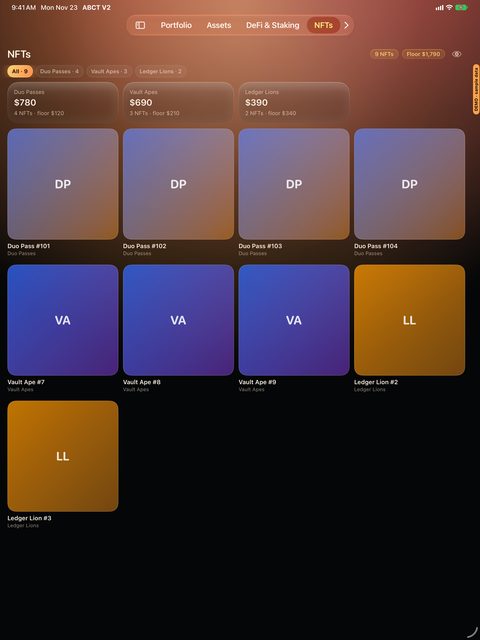 9:41 AM Mon Nov 23 ABCT V2
Portfolio Assets DeFi & Staking NFTs
NFTs
9 NFTs Floor $1,790
All · 9 Duo Passes · 4 Vault Apes · 3 Ledger Lions · 2
DEMO · sample data
Duo Passes
$780
4 NFTs · floor $120
Vault Apes
$690
3 NFTs · floor $210
Ledger Lions
$390
2 NFTs · floor $340
DP
Duo Pass #101
Duo Passes
DP
Duo Pass #102
Duo Passes
DP
Duo Pass #103
Duo Passes
DP
Duo Pass #104
Duo Passes
VA
Vault Ape #7
Vault Apes
VA
Vault Ape #8
Vault Apes
VA
Vault Ape #9
Vault Apes
LL
Ledger Lion #2
Ledger Lions
LL
Ledger Lion #3
Ledger Lions